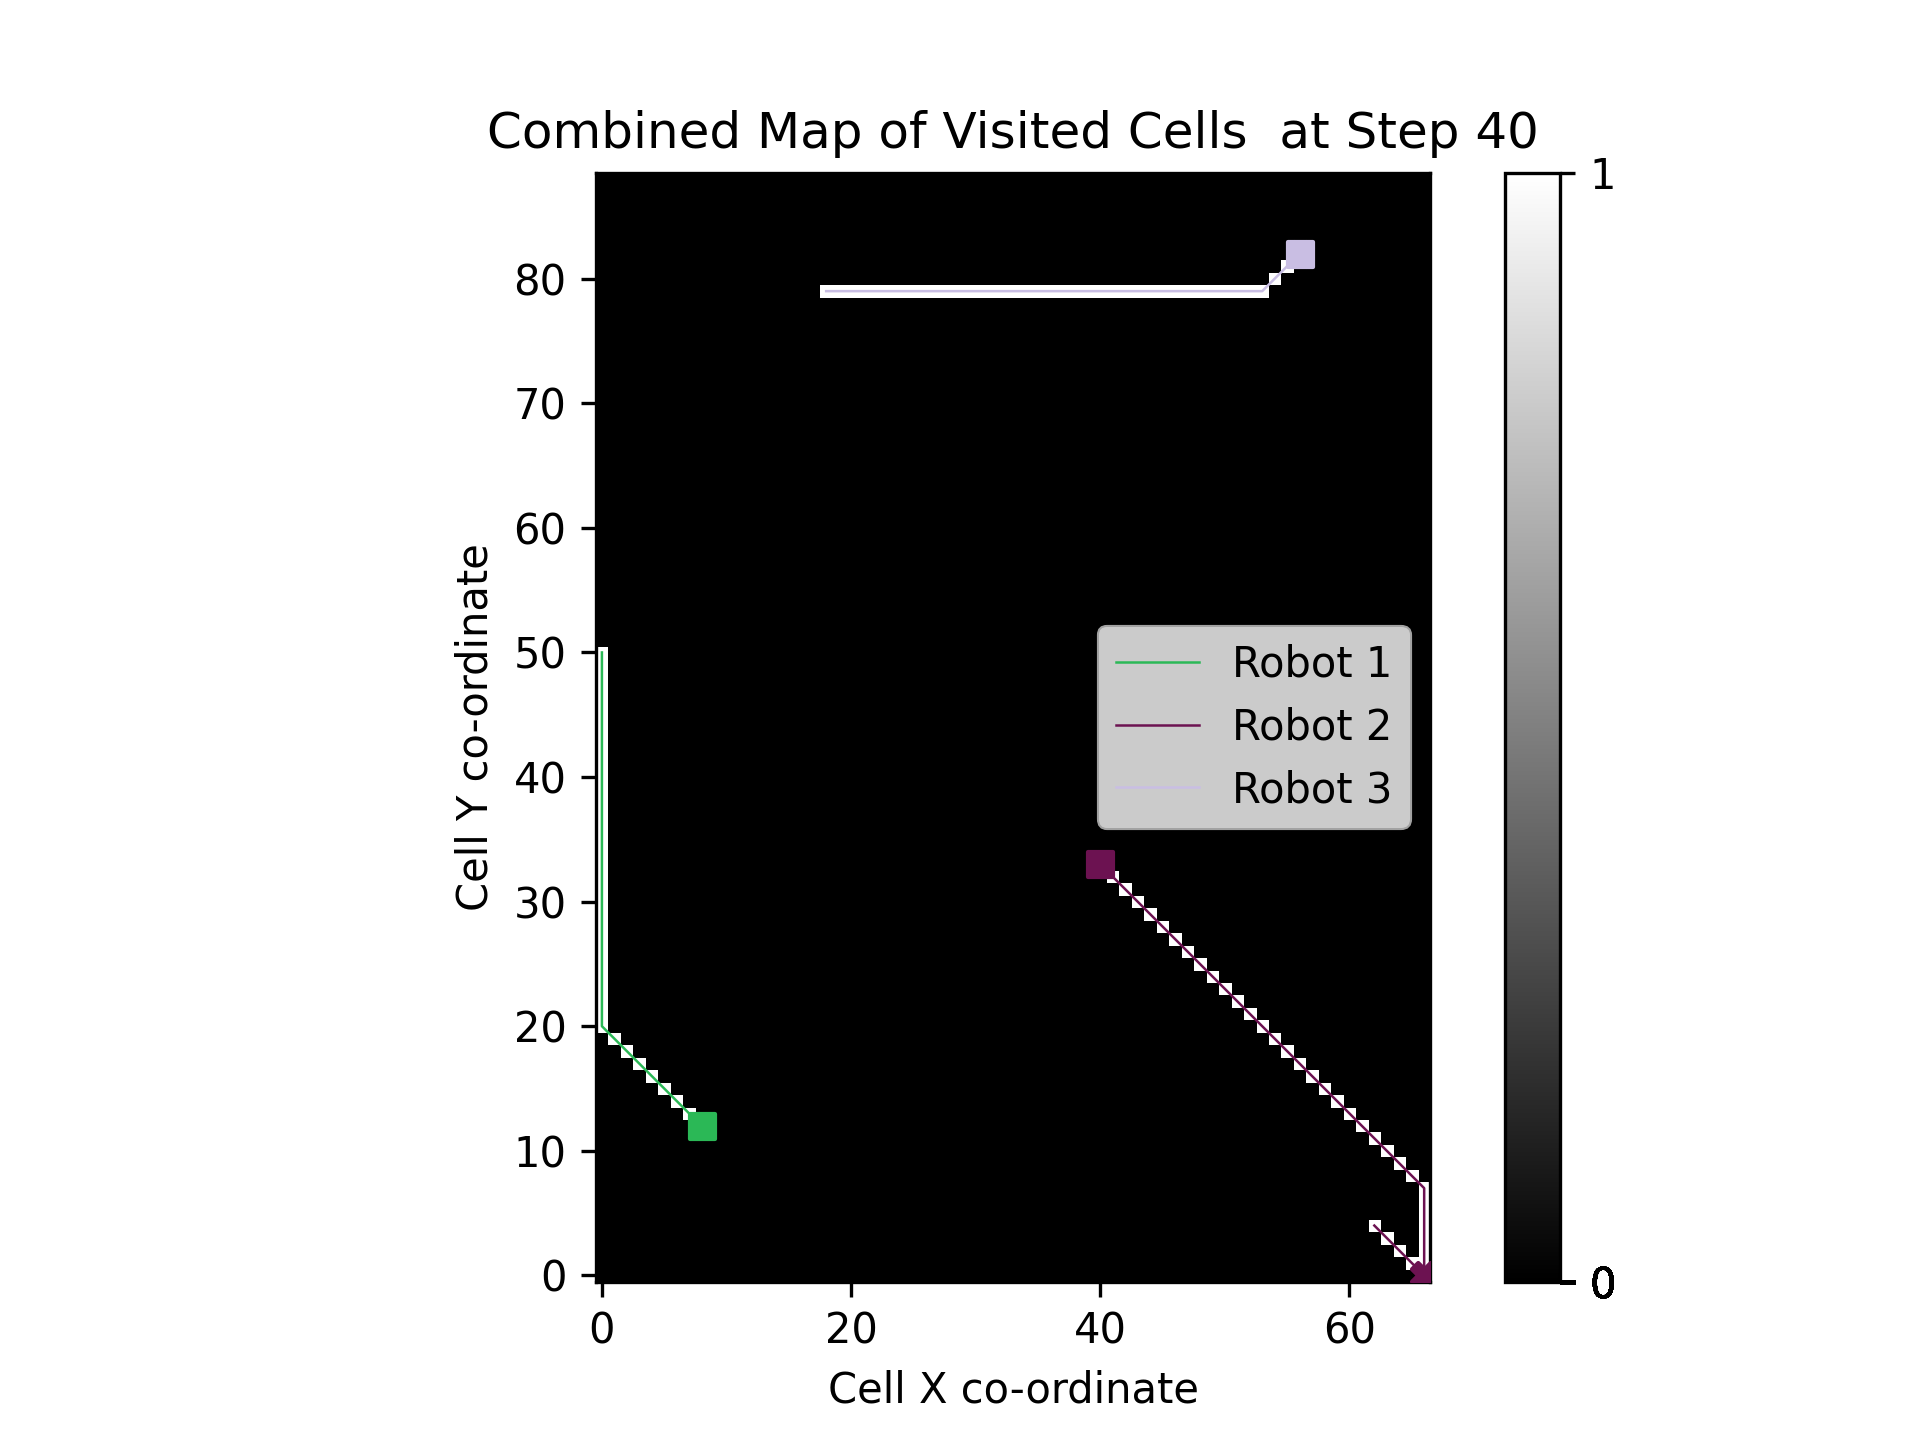 Combined Map of Visited Cells  at Step 40
1
80
70
60
50
40
30
20
10
0
Cell Y co-ordinate
Robot 1
Robot 2
Robot 3
0
0 20 40 60
Cell X co-ordinate